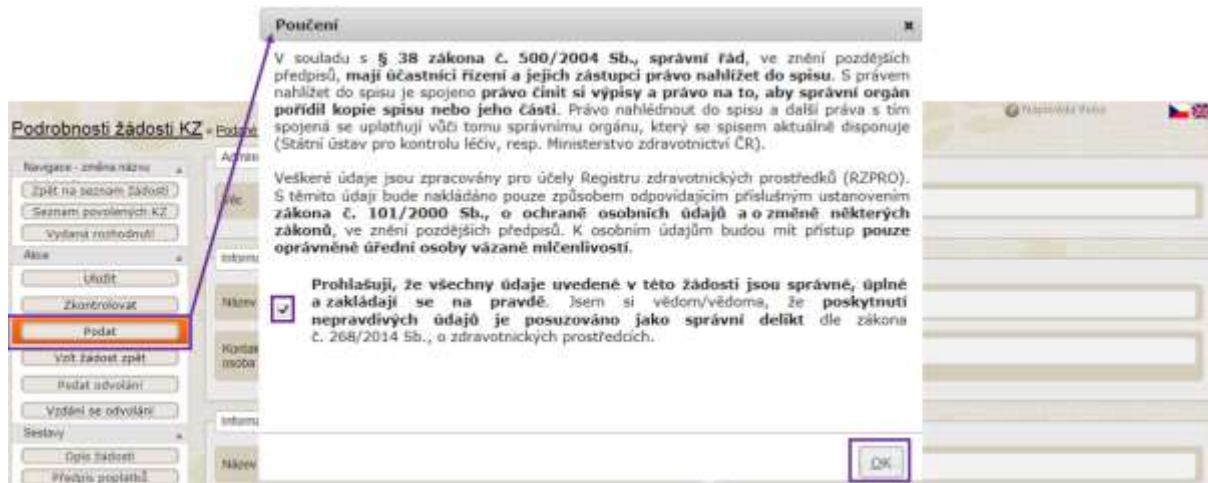 Poučení
V souladu s § 38 zákona č. 500/2004 Sb., správní řád, ve znění pozdějších
předpisů, mají účastníci řízení a jejich zástupci právo nahlížet do spisu. S právem
nahlížet do spisu je spojeno právo činit si výpisy a právo na to, aby správní orgán
pořídil kopie spisu nebo jeho části. Právo nahlédnout do spisu a další práva s tím
spojená se uplatňují vůči tomu správnímu orgánu, který se spisem aktuálně disponuje
(Státní ústav pro kontrolu léčiv, resp. Ministerstvo zdravotnictví ČR).
Veškeré údaje jsou zpracovány pro účely Registru zdravotnických prostředků (RZPRO).
S těmito údaji bude nakládáno pouze způsobem odpovídajícím příslušným ustanovením
zákona č. 101/2000 Sb., o ochraně osobních údajů a o změně některých
zákonů, ve znění pozdějších předpisů. K osobním údajům budou mít přístup pouze
oprávněné úřední osoby vázané mlčenlivostí.
Prohlašuji, že všechny údaje uvedené v této žádosti jsou správné, úplné
a zakládají se na pravdě. Jsem si vědom/vědoma, že poskytnutí
nepravdivých údajů je posuzováno jako správní delikt dle zákona
č. 268/2014 Sb., o zdravotnických prostředcích.
OK
Podrobnosti žádosti KZ » Podané
Navigace - změna názvu
Zpět na seznam žádostí
Seznam povolených KZ
Vydaná rozhodnutí
Akce
Uložit
Zkontrolovat
Podat
Vzít žádost zpět
Podat odvolání
Vzdání se odvolání
Sestavy
Opis žádosti
Předpis poplatků
Věc
Název
Kontak
osoba
Název